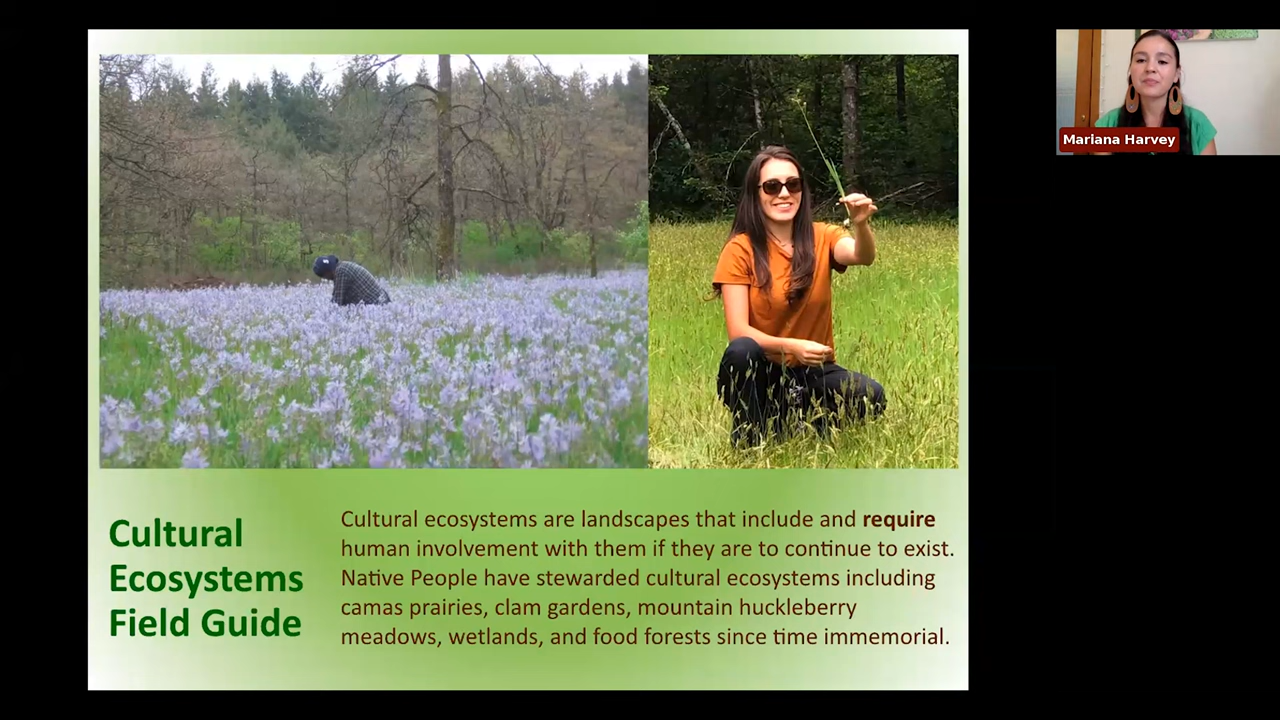 Mariana Harvey
Cultural
Ecosystems
Field Guide
Cultural ecosystems are landscapes that include and require
human involvement with them if they are to continue to exist.
Native People have stewarded cultural ecosystems including
camas prairies, clam gardens, mountain huckleberry
meadows, wetlands, and food forests since time immemorial.